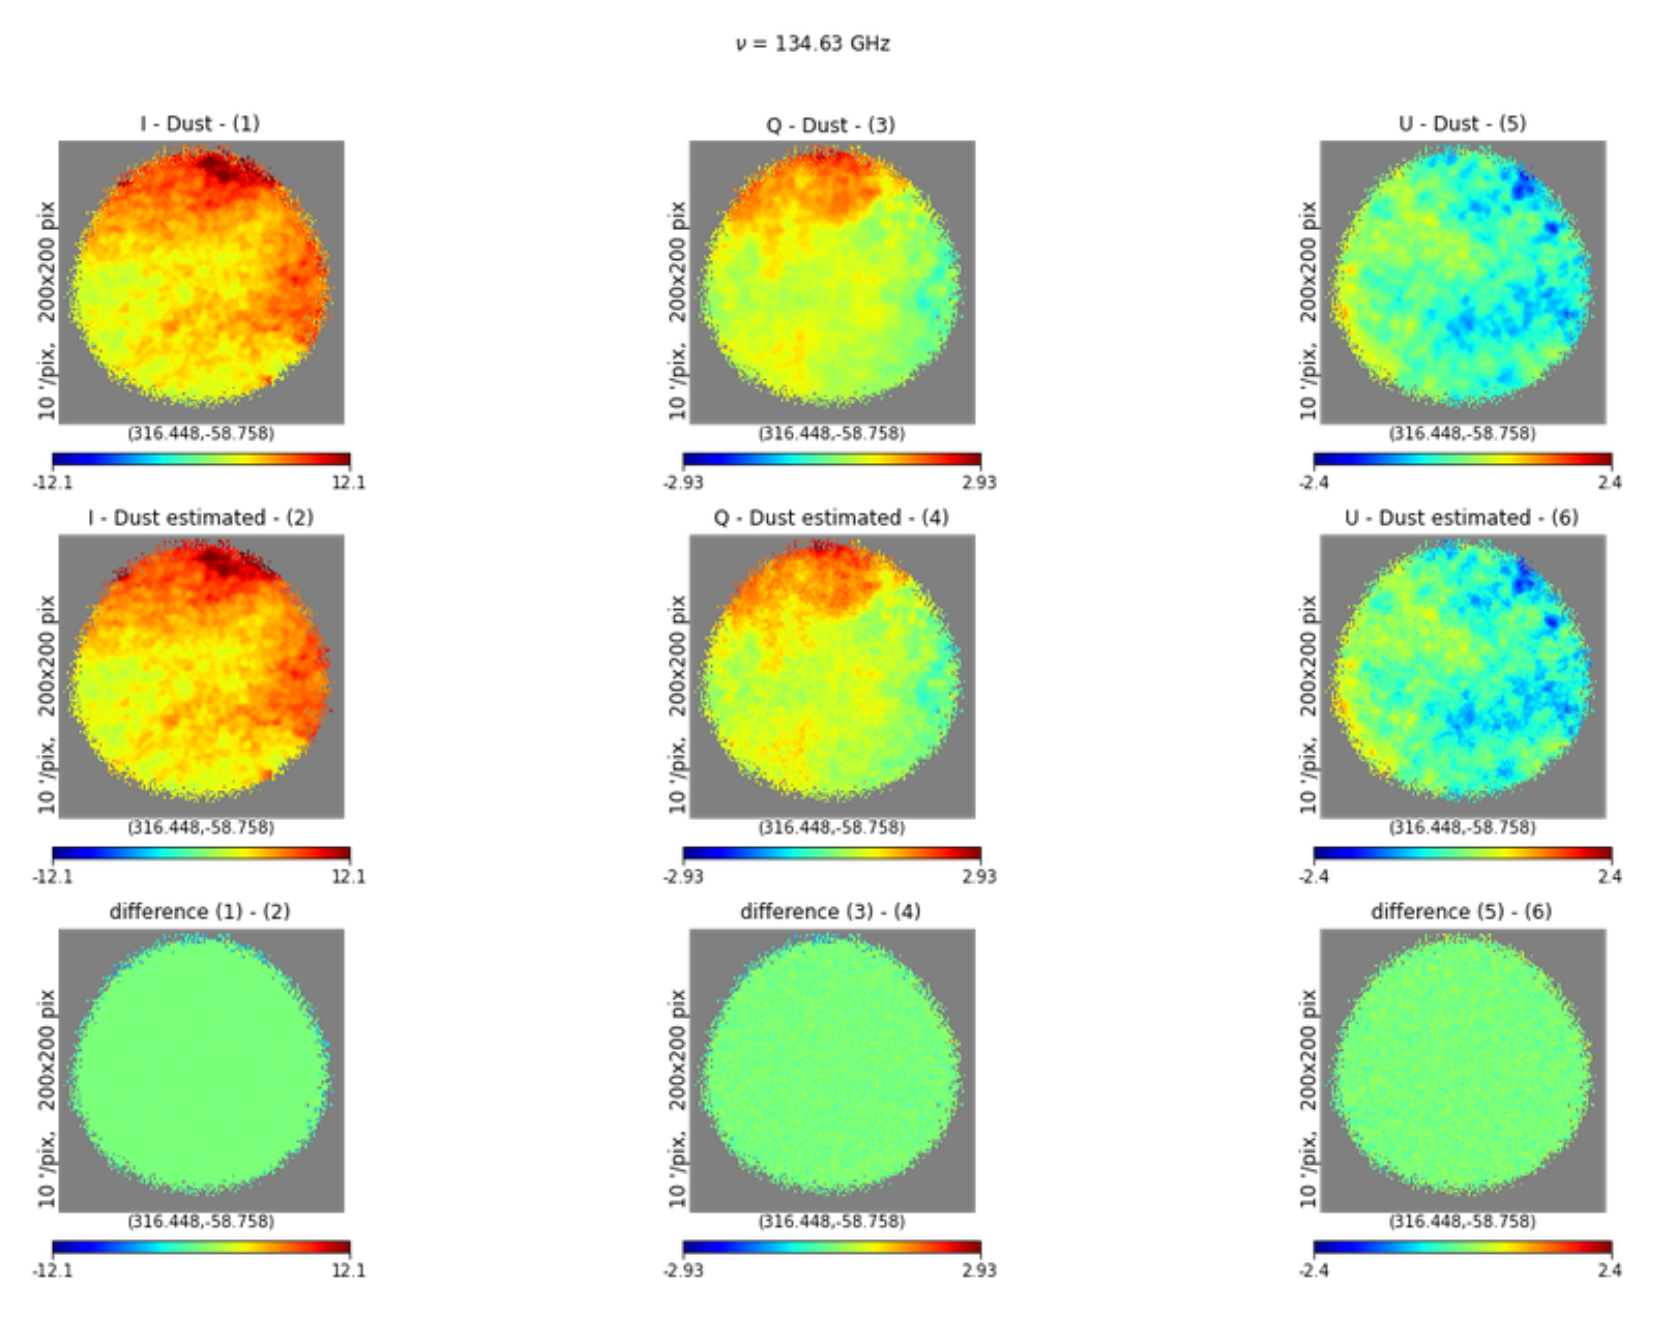 ν = 134.63 GHz
I - Dust - (1)
Q - Dust - (3)
U - Dust - (5)
10 '/pix, 200x200 pix
10 '/pix, 200x200 pix
10 '/pix, 200x200 pix
(316.448,-58.758)
(316.448,-58.758)
(316.448,-58.758)
-12.1 12.1
-2.93 2.93
-2.4 2.4
I - Dust estimated - (2)
Q - Dust estimated - (4)
U - Dust estimated - (6)
10 '/pix, 200x200 pix
10 '/pix, 200x200 pix
10 '/pix, 200x200 pix
(316.448,-58.758)
(316.448,-58.758)
(316.448,-58.758)
-12.1 12.1
-2.93 2.93
-2.4 2.4
difference (1) - (2)
difference (3) - (4)
difference (5) - (6)
10 '/pix, 200x200 pix
10 '/pix, 200x200 pix
10 '/pix, 200x200 pix
(316.448,-58.758)
(316.448,-58.758)
(316.448,-58.758)
-12.1 12.1
-2.93 2.93
-2.4 2.4